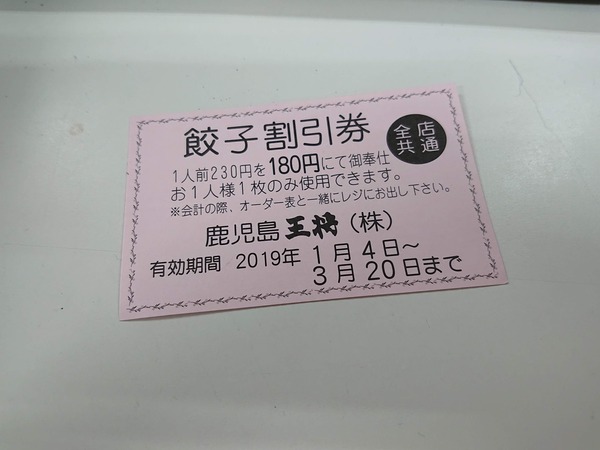 餃子割引券
全店
共通
1人前230円を180円にて御奉仕
お1人様1枚のみ使用できます。
※会計の際、オーダー表と一緒にレジにお出し下さい。
鹿児島王将(株)
有効期間 2019年 1月4日~
3月20日まで